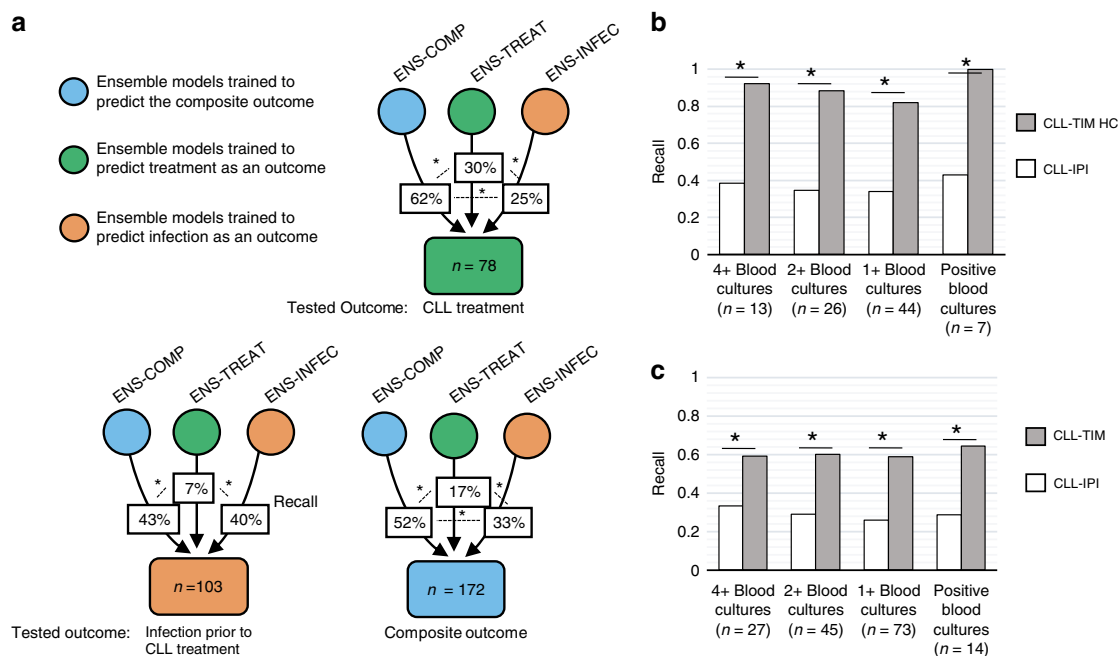 a
Ensemble models trained to
predict the composite outcome
Ensemble models trained to
predict treatment as an outcome
Ensemble models trained to
predict infection as an outcome
ENS-COMP
ENS-TREAT
ENS-INFEC
*
30%
*
62%
*
25%
n = 78
Tested Outcome: CLL treatment
ENS-COMP
ENS-TREAT
ENS-INFEC
*
7%
*
Recall
43%
40%
n =103
Tested outcome: Infection prior to
CLL treatment
ENS-COMP
ENS-TREAT
ENS-INFEC
*
17%
*
52%
*
33%
n = 172
Composite outcome
b
Recall
1
0.8
0.6
0.4
0.2
0
*
*
*
*
CLL-TIM HC
CLL-IPI
4+ Blood
cultures
(n = 13)
2+ Blood
cultures
(n = 26)
1+ Blood
cultures
(n = 44)
Positive
blood
cultures
(n = 7)
c
Recall
1
0.8
0.6
0.4
0.2
0
*
*
*
*
CLL-TIM
CLL-IPI
4+ Blood
cultures
(n = 27)
2+ Blood
cultures
(n = 45)
1+ Blood
cultures
(n = 73)
Positive
blood
cultures
(n = 14)